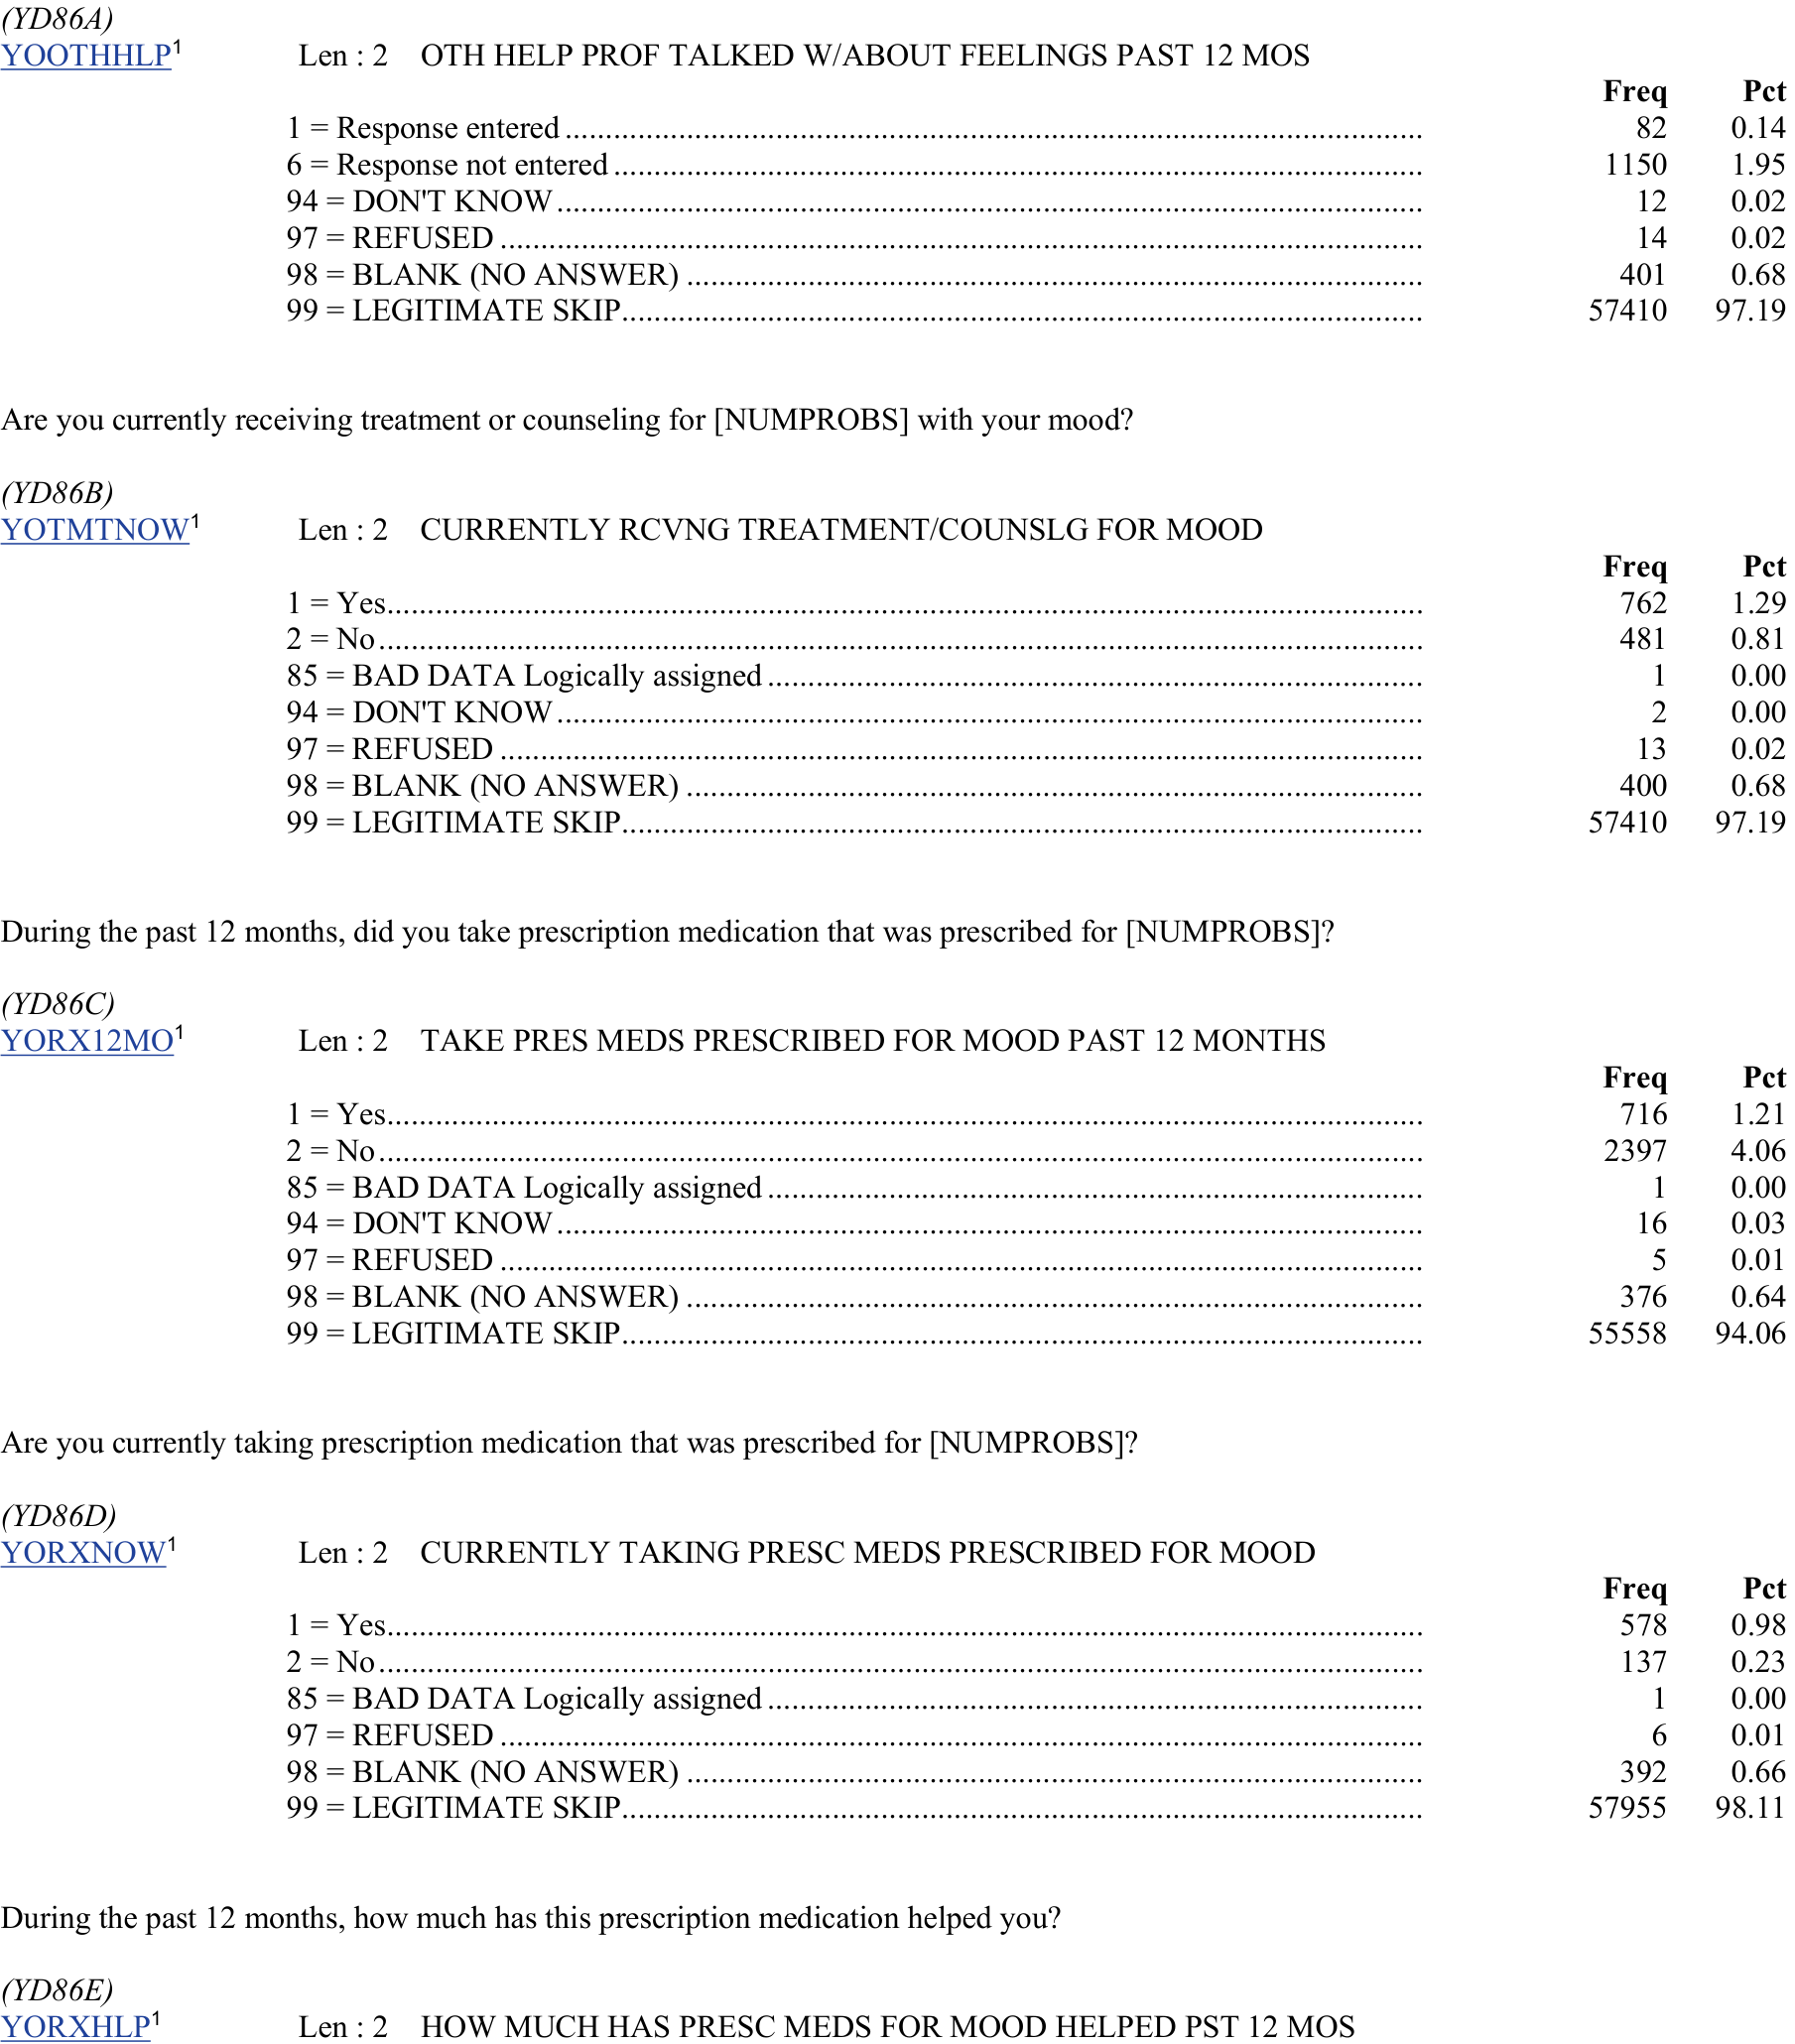 (YD86A)
YOOTHHLP1 Len : 2 OTH HELP PROF TALKED W/ABOUT FEELINGS PAST 12 MOS
Freq Pct
1 = Response entered 82 0.14
6 = Response not entered 1150 1.95
94 = DON'T KNOW 12 0.02
97 = REFUSED 14 0.02
98 = BLANK (NO ANSWER) 401 0.68
99 = LEGITIMATE SKIP 57410 97.19
Are you currently receiving treatment or counseling for [NUMPROBS] with your mood?
(YD86B)
YOTMTNOW1 Len : 2 CURRENTLY RCVNG TREATMENT/COUNSLG FOR MOOD
Freq Pct
1 = Yes 762 1.29
2 = No 481 0.81
85 = BAD DATA Logically assigned 1 0.00
94 = DON'T KNOW 2 0.00
97 = REFUSED 13 0.02
98 = BLANK (NO ANSWER) 400 0.68
99 = LEGITIMATE SKIP 57410 97.19
During the past 12 months, did you take prescription medication that was prescribed for [NUMPROBS]?
(YD86C)
YORX12MO1 Len : 2 TAKE PRES MEDS PRESCRIBED FOR MOOD PAST 12 MONTHS
Freq Pct
1 = Yes 716 1.21
2 = No 2397 4.06
85 = BAD DATA Logically assigned 1 0.00
94 = DON'T KNOW 16 0.03
97 = REFUSED 5 0.01
98 = BLANK (NO ANSWER) 376 0.64
99 = LEGITIMATE SKIP 55558 94.06
Are you currently taking prescription medication that was prescribed for [NUMPROBS]?
(YD86D)
YORXNOW1 Len : 2 CURRENTLY TAKING PRESC MEDS PRESCRIBED FOR MOOD
Freq Pct
1 = Yes 578 0.98
2 = No 137 0.23
85 = BAD DATA Logically assigned 1 0.00
97 = REFUSED 6 0.01
98 = BLANK (NO ANSWER) 392 0.66
99 = LEGITIMATE SKIP 57955 98.11
During the past 12 months, how much has this prescription medication helped you?
(YD86E)
YORXHLP1 Len : 2 HOW MUCH HAS PRESC MEDS FOR MOOD HELPED PST 12 MOS